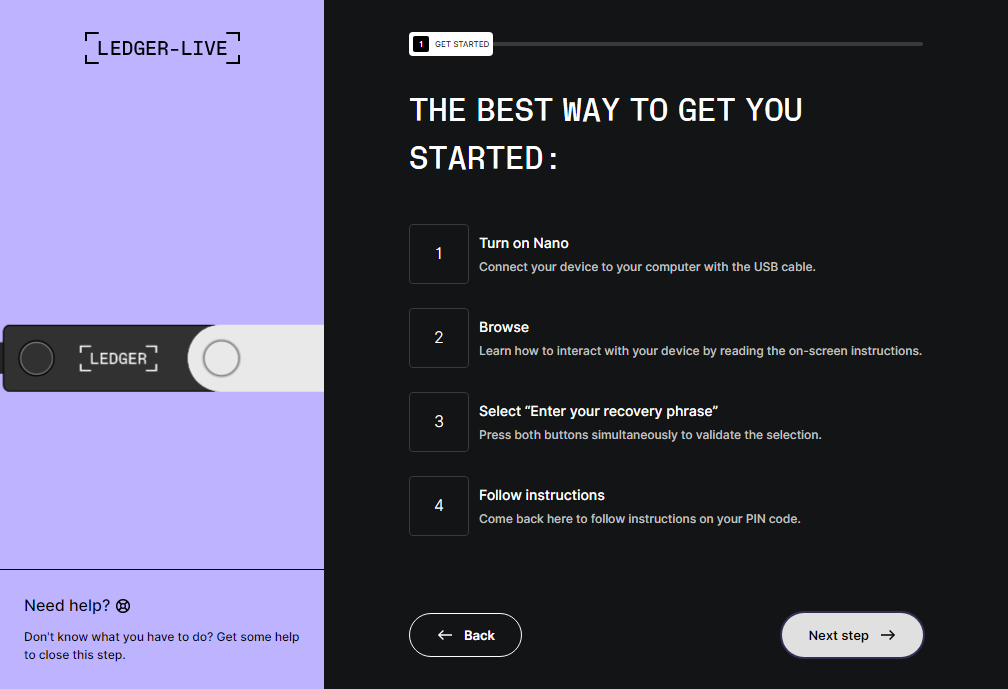 LEDGER-LIVE
LEDGER
Need help?
Don't know what you have to do? Get some help
to close this step.
1 GET STARTED
THE BEST WAY TO GET YOU
STARTED:
1
Turn on Nano
Connect your device to your computer with the USB cable.
2
Browse
Learn how to interact with your device by reading the on-screen instructions.
3
Select “Enter your recovery phrase”
Press both buttons simultaneously to validate the selection.
4
Follow instructions
Come back here to follow instructions on your PIN code.
Back
Next step